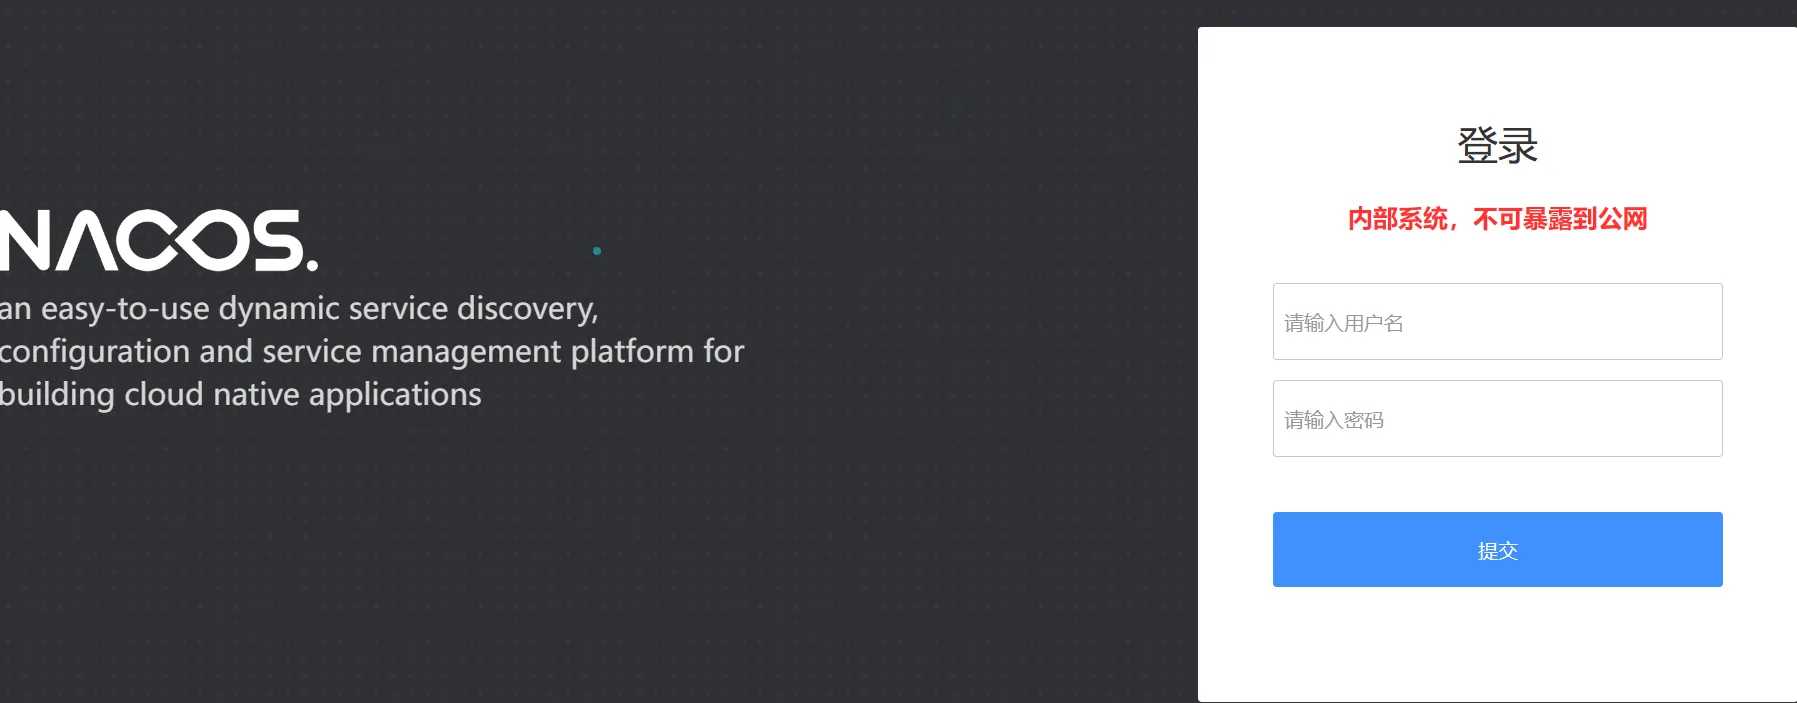 NACOS.
an easy-to-use dynamic service discovery,
configuration and service management platform for
building cloud native applications
登录
内部系统，不可暴露到公网
请输入用户名
请输入密码
提交